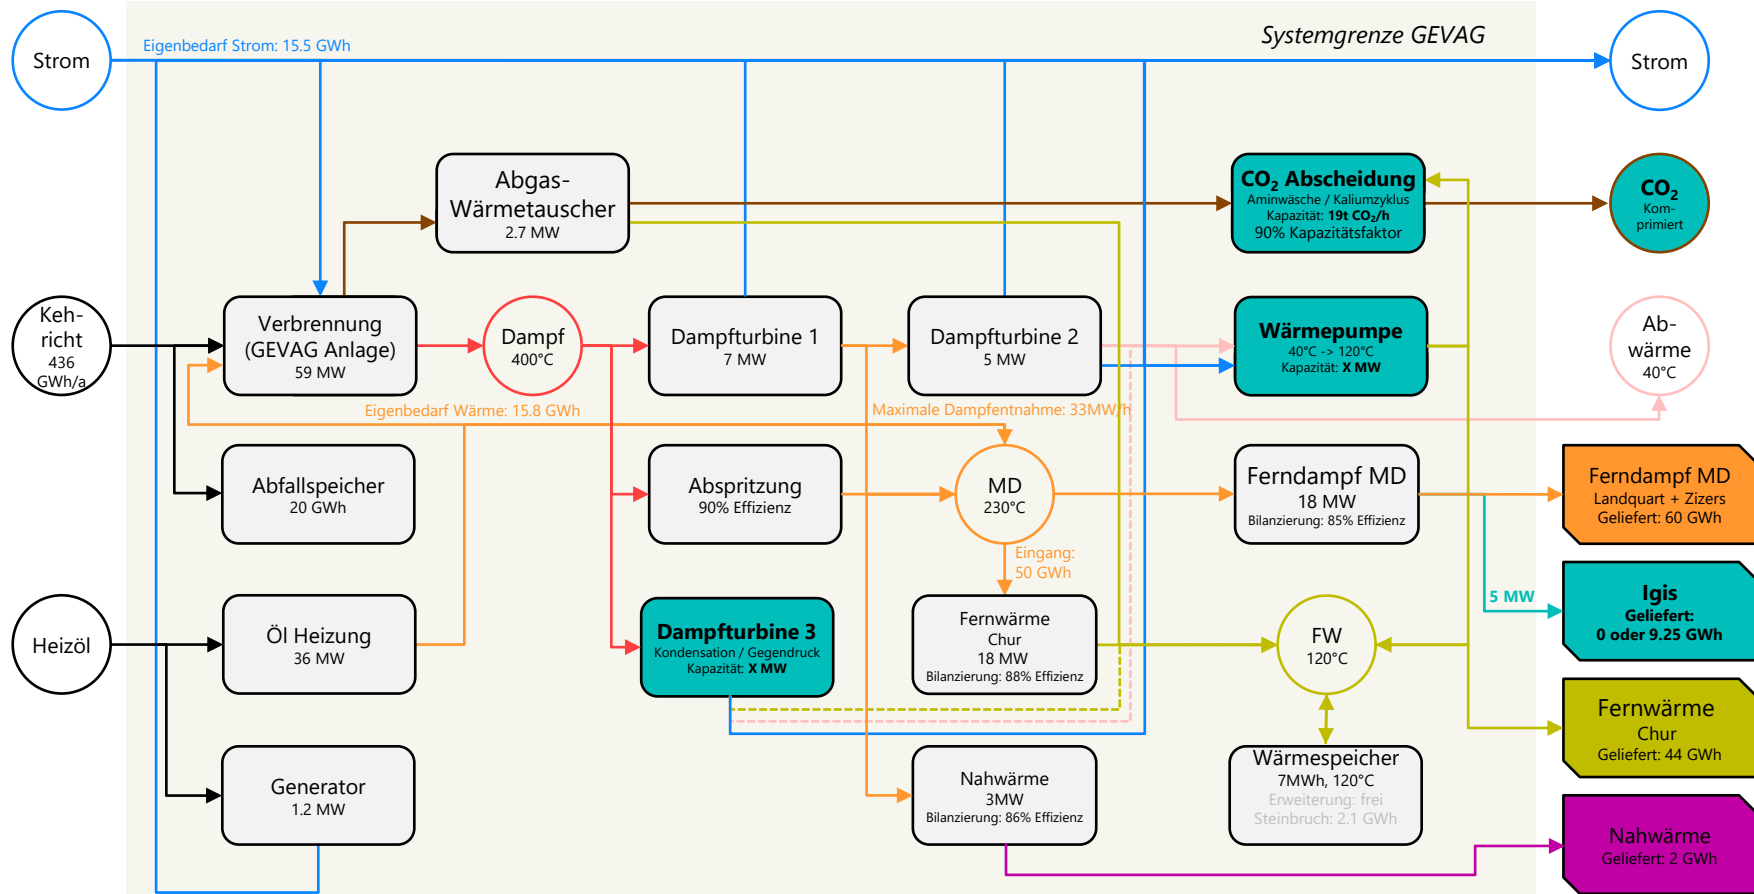 Systemgrenze GEVAG
Strom
Eigenbedarf Strom: 15.5 GWh
Strom
Abgas-
Wärmetauscher
2.7 MW
CO₂ Abscheidung
Aminwäsche / Kaliumzyklus
Kapazität: 19t CO₂/h
90% Kapazitätsfaktor
CO₂
Kom-
primiert
Keh-
richt
436
GWh/a
Verbrennung
(GEVAG Anlage)
59 MW
Dampf
400°C
Dampfturbine 1
7 MW
Dampfturbine 2
5 MW
Wärmepumpe
40°C -> 120°C
Kapazität: X MW
Ab-
wärme
40°C
Eigenbedarf Wärme: 15.8 GWh
Maximale Dampfentnahme: 33MW/h
Abfallspeicher
20 GWh
Abspritzung
90% Effizienz
MD
230°C
Ferndampf MD
18 MW
Bilanzierung: 85% Effizienz
Ferndampf MD
Landquart + Zizers
Geliefert: 60 GWh
Eingang:
50 GWh
Heizöl
Öl Heizung
36 MW
Dampfturbine 3
Kondensation / Gegendruck
Kapazität: X MW
Fernwärme
Chur
18 MW
Bilanzierung: 88% Effizienz
FW
120°C
5 MW
Igis
Geliefert:
0 oder 9.25 GWh
Fernwärme
Chur
Geliefert: 44 GWh
Generator
1.2 MW
Nahwärme
3MW
Bilanzierung: 86% Effizienz
Wärmespeicher
7MWh, 120°C
Erweiterung: frei
Steinbruch: 2.1 GWh
Nahwärme
Geliefert: 2 GWh